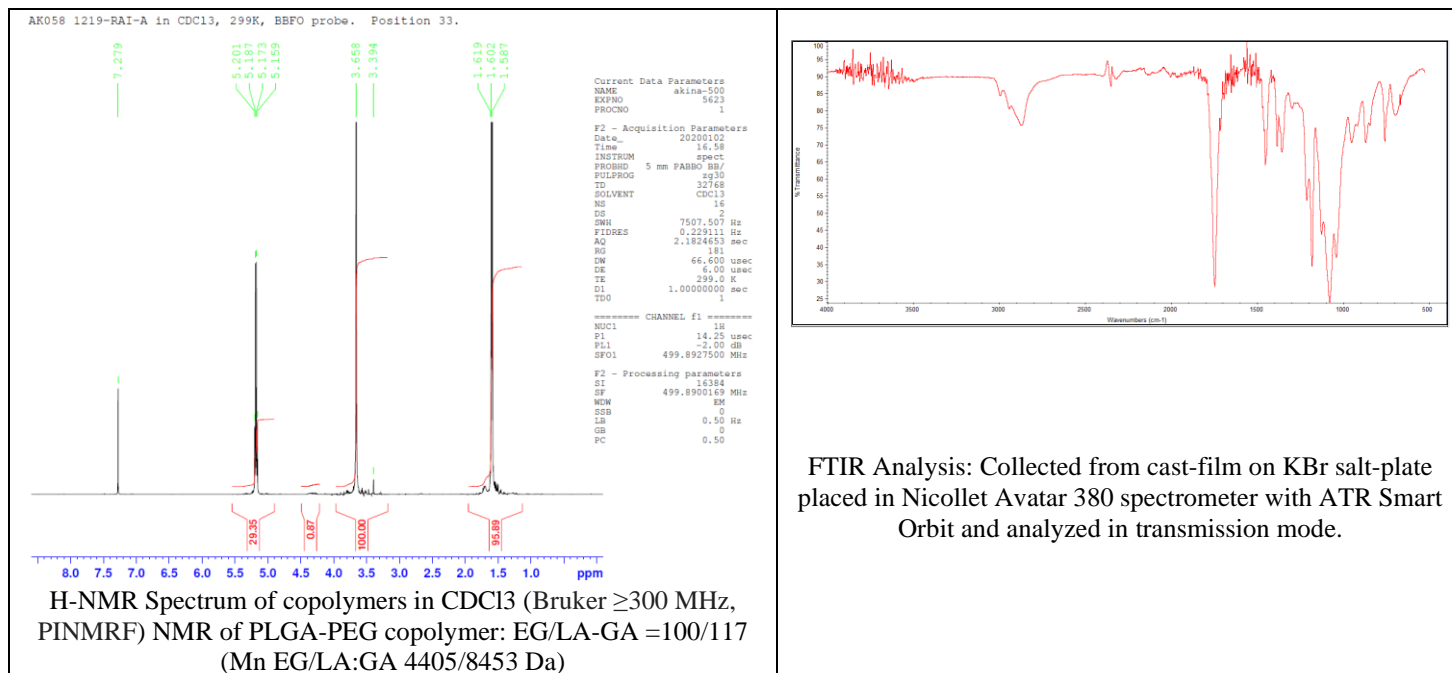 AK058 1219-RAI-A in CDCl3, 299K, BBFO probe. Position 33.
7.279
5.201
5.187
5.173
5.159
3.658
3.394
1.619
1.602
1.587
Current Data Parameters
NAME akina-500
EXPNO 5623
PROCNO 1
F2 - Acquisition Parameters
Date_ 20200102
Time 16.58
INSTRUM spect
PROBHD 5 mm PABBO BB/
PULPROG zg30
TD 32768
SOLVENT CDCl3
NS 16
DS 2
SWH 7507.507 Hz
FIDRES 0.229111 Hz
AQ 2.1824653 sec
RG 181
DW 66.600 usec
DE 6.00 usec
TE 299.0 K
D1 1.00000000 sec
TD0 1
======== CHANNEL f1 ========
NUC1 1H
P1 14.25 usec
PL1 -2.00 dB
SFO1 499.8927500 MHz
F2 - Processing parameters
SI 16384
SF 499.8900169 MHz
WDW EM
SSB 0
LB 0.50 Hz
GB 0
PC 0.50
29.35
0.87
100.00
95.89
8.0 7.5 7.0 6.5 6.0 5.5 5.0 4.5 4.0 3.5 3.0 2.5 2.0 1.5 1.0 ppm
H-NMR Spectrum of copolymers in CDCl3 (Bruker ≥300 MHz,
PINMRF) NMR of PLGA-PEG copolymer: EG/LA-GA =100/117
(Mn EG/LA:GA 4405/8453 Da)
100
95
90
85
80
75
70
65
60
55
50
45
40
35
30
25
%Transmittance
4000 3500 3000 2500 2000 1500 1000 500
Wavenumbers (cm-1)
FTIR Analysis: Collected from cast-film on KBr salt-plate
placed in Nicollet Avatar 380 spectrometer with ATR Smart
Orbit and analyzed in transmission mode.